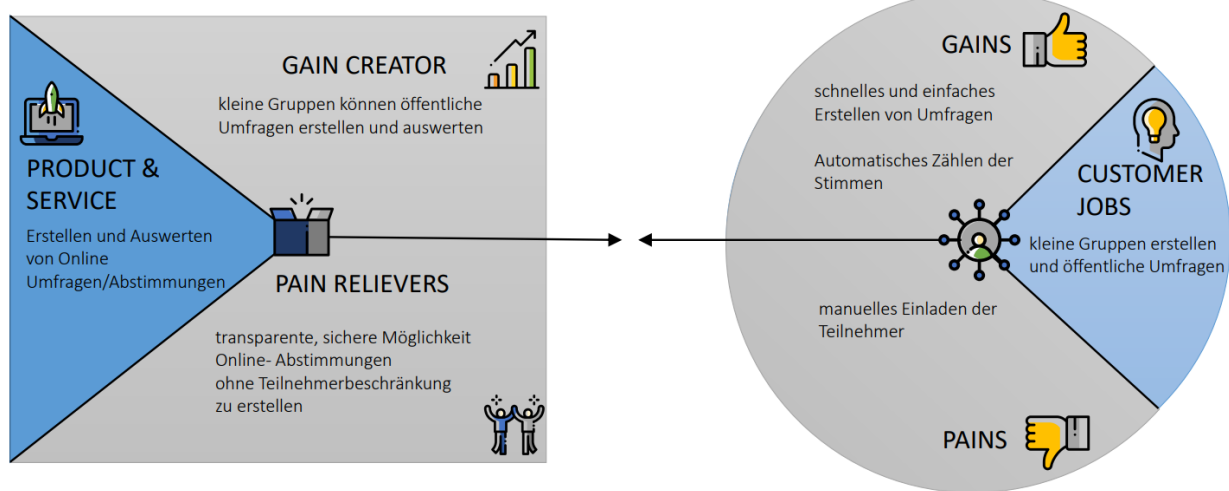 GAIN CREATOR
kleine Gruppen können öffentliche
Umfragen erstellen und auswerten
PRODUCT &
SERVICE
Erstellen und Auswerten
von Online
Umfragen/Abstimmungen
PAIN RELIEVERS
transparente, sichere Möglichkeit
Online- Abstimmungen
ohne Teilnehmerbeschränkung
zu erstellen
GAINS
schnelles und einfaches
Erstellen von Umfragen
Automatisches Zählen der
Stimmen
CUSTOMER
JOBS
kleine Gruppen erstellen
und öffentliche Umfragen
manuelles Einladen der
Teilnehmer
PAINS